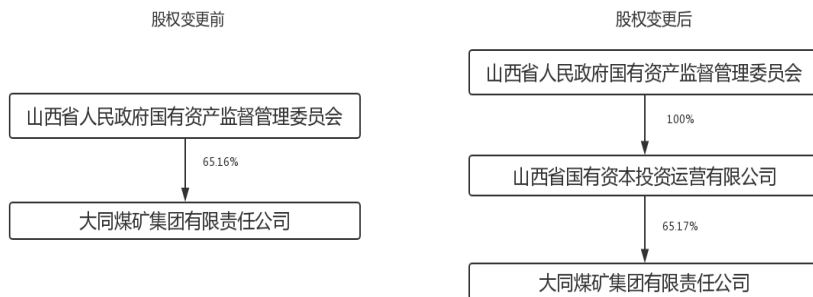 股权变更前
山西省人民政府国有资产监督管理委员会
65.16%
大同煤矿集团有限责任公司
股权变更后
山西省人民政府国有资产监督管理委员会
100%
山西省国有资本投资运营有限公司
65.17%
大同煤矿集团有限责任公司